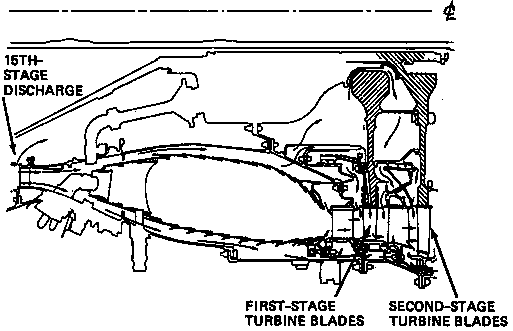 ℄
15TH-
STAGE
DISCHARGE
FIRST-STAGE
TURBINE BLADES
SECOND-STAGE
TURBINE BLADES